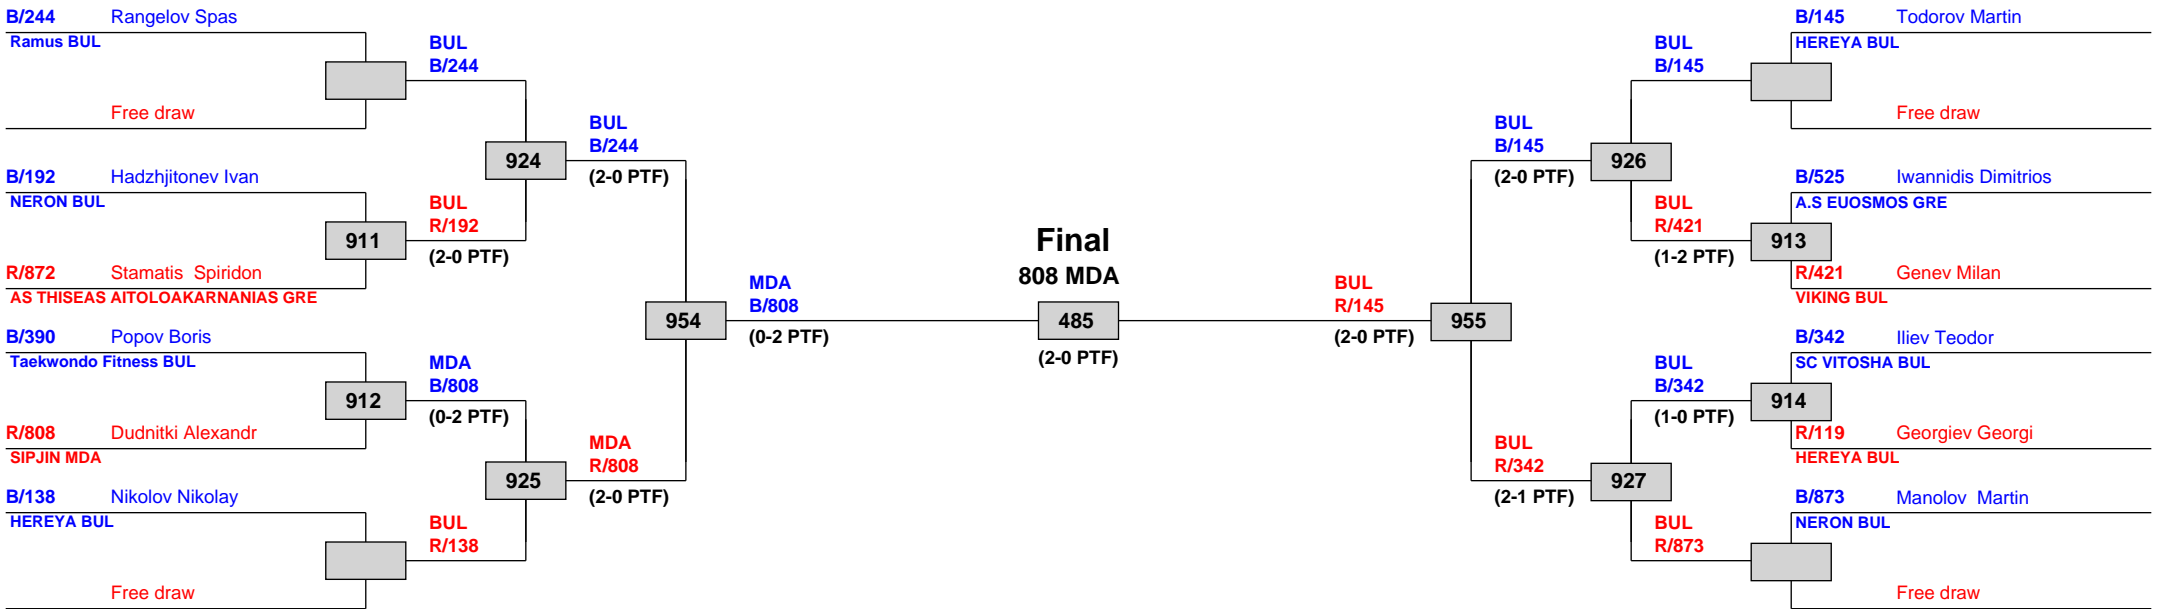 B/244 Rangelov Spas
Ramus BUL
Free draw
BUL
B/244
B/192 Hadzhjitonev Ivan
NERON BUL
911
R/872 Stamatis Spiridon
AS THISEAS AITOLOAKARNANIAS GRE
BUL
R/192
(2-0 PTF)
924
BUL
B/244
(2-0 PTF)
B/390 Popov Boris
Taekwondo Fitness BUL
912
R/808 Dudnitki Alexandr
SIPJIN MDA
MDA
B/808
(0-2 PTF)
B/138 Nikolov Nikolay
HEREYA BUL
Free draw
BUL
R/138
925
MDA
R/808
(2-0 PTF)
954
MDA
B/808
(0-2 PTF)
Final
808 MDA
485
(2-0 PTF)
BUL
R/145
(2-0 PTF)
955
BUL
B/145
(2-0 PTF)
926
BUL
B/145
B/145 Todorov Martin
HEREYA BUL
Free draw
BUL
R/421
(1-2 PTF)
913
B/525 Iwannidis Dimitrios
A.S EUOSMOS GRE
R/421 Genev Milan
VIKING BUL
BUL
R/342
(2-1 PTF)
927
BUL
B/342
(1-0 PTF)
914
B/342 Iliev Teodor
SC VITOSHA BUL
R/119 Georgiev Georgi
HEREYA BUL
BUL
R/873
B/873 Manolov Martin
NERON BUL
Free draw